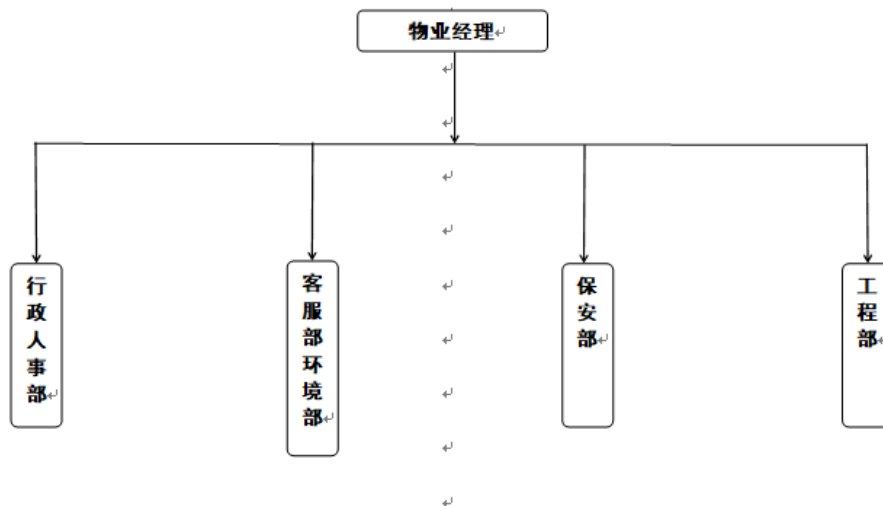 物业经理
行政人事部
客服部环境部
保安部
工程部